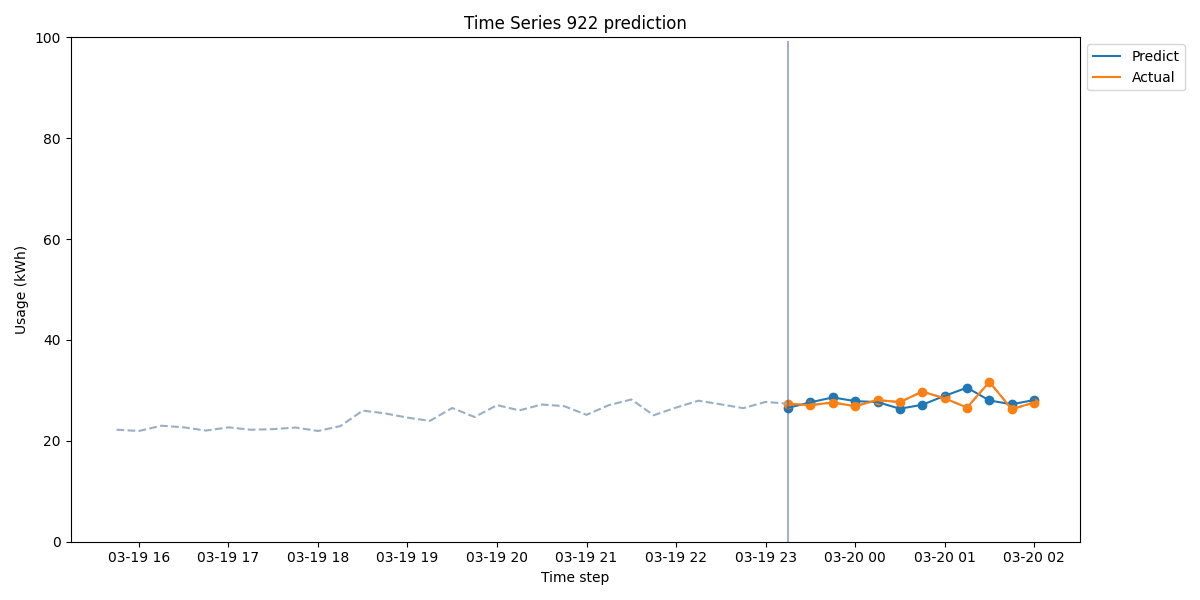 Time Series 922 prediction
100
80
60
40
20
0
Usage (kWh)
03-19 16 03-19 17 03-19 18 03-19 19 03-19 20 03-19 21 03-19 22 03-19 23 03-20 00 03-20 01 03-20 02
Time step
Predict
Actual